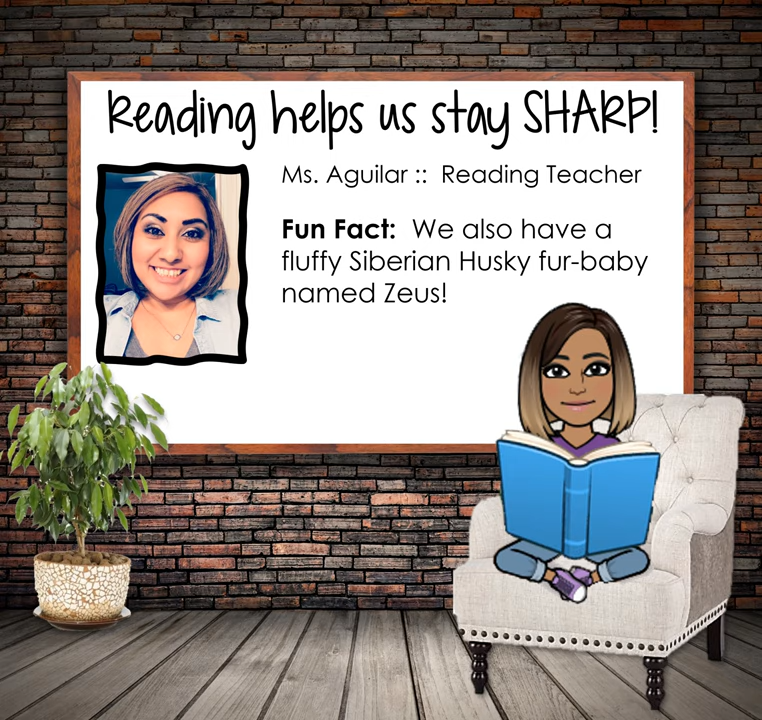 Reading helps us stay SHARP!
Ms. Aguilar :: Reading Teacher
Fun Fact: We also have a
fluffy Siberian Husky fur-baby
named Zeus!